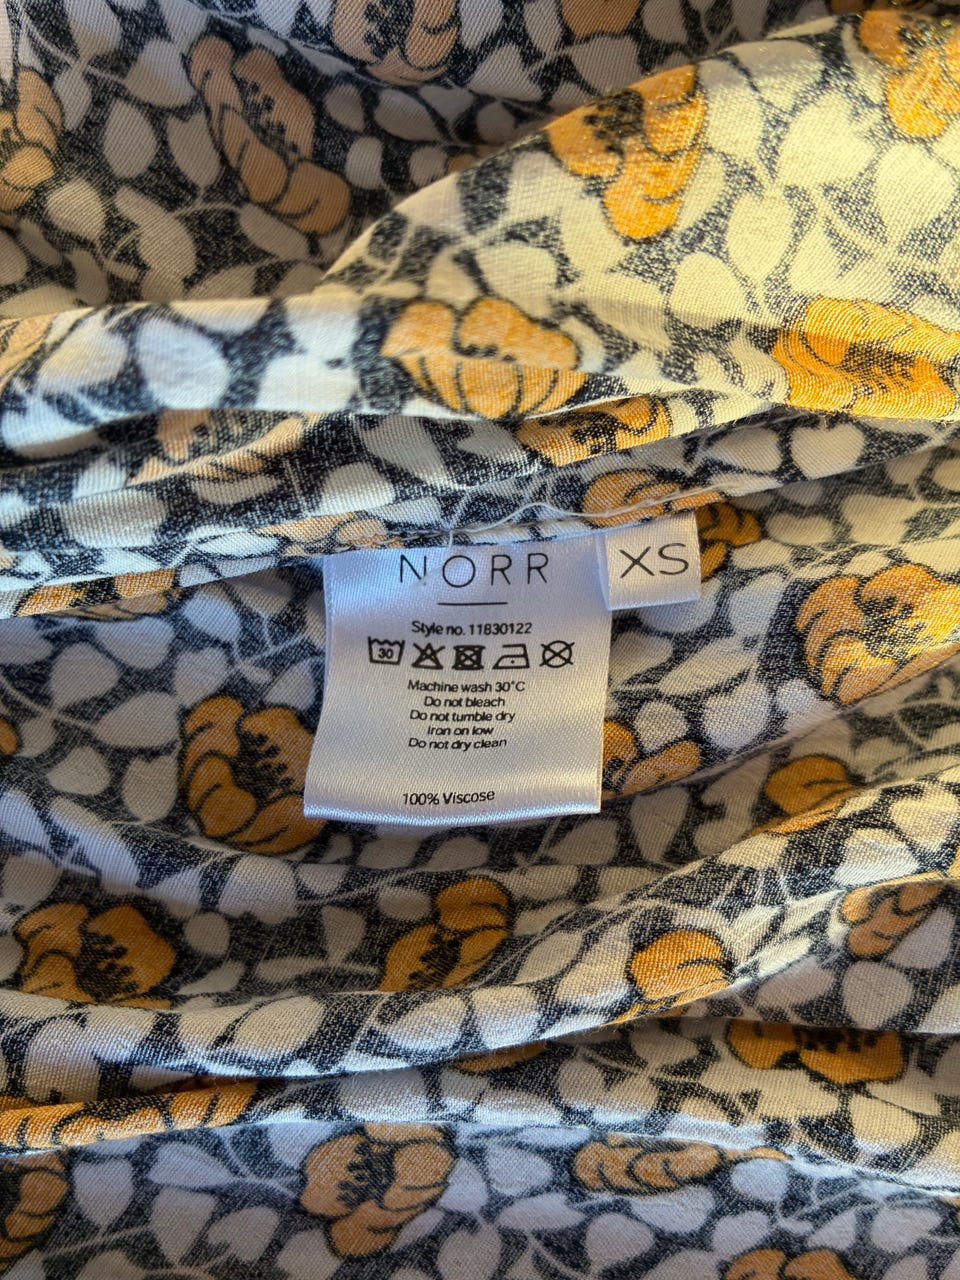 NORR
XS
Style no. 11830122
30
Machine wash 30°C
Do not bleach
Do not tumble dry
Iron on low
Do not dry clean
100% Viscose